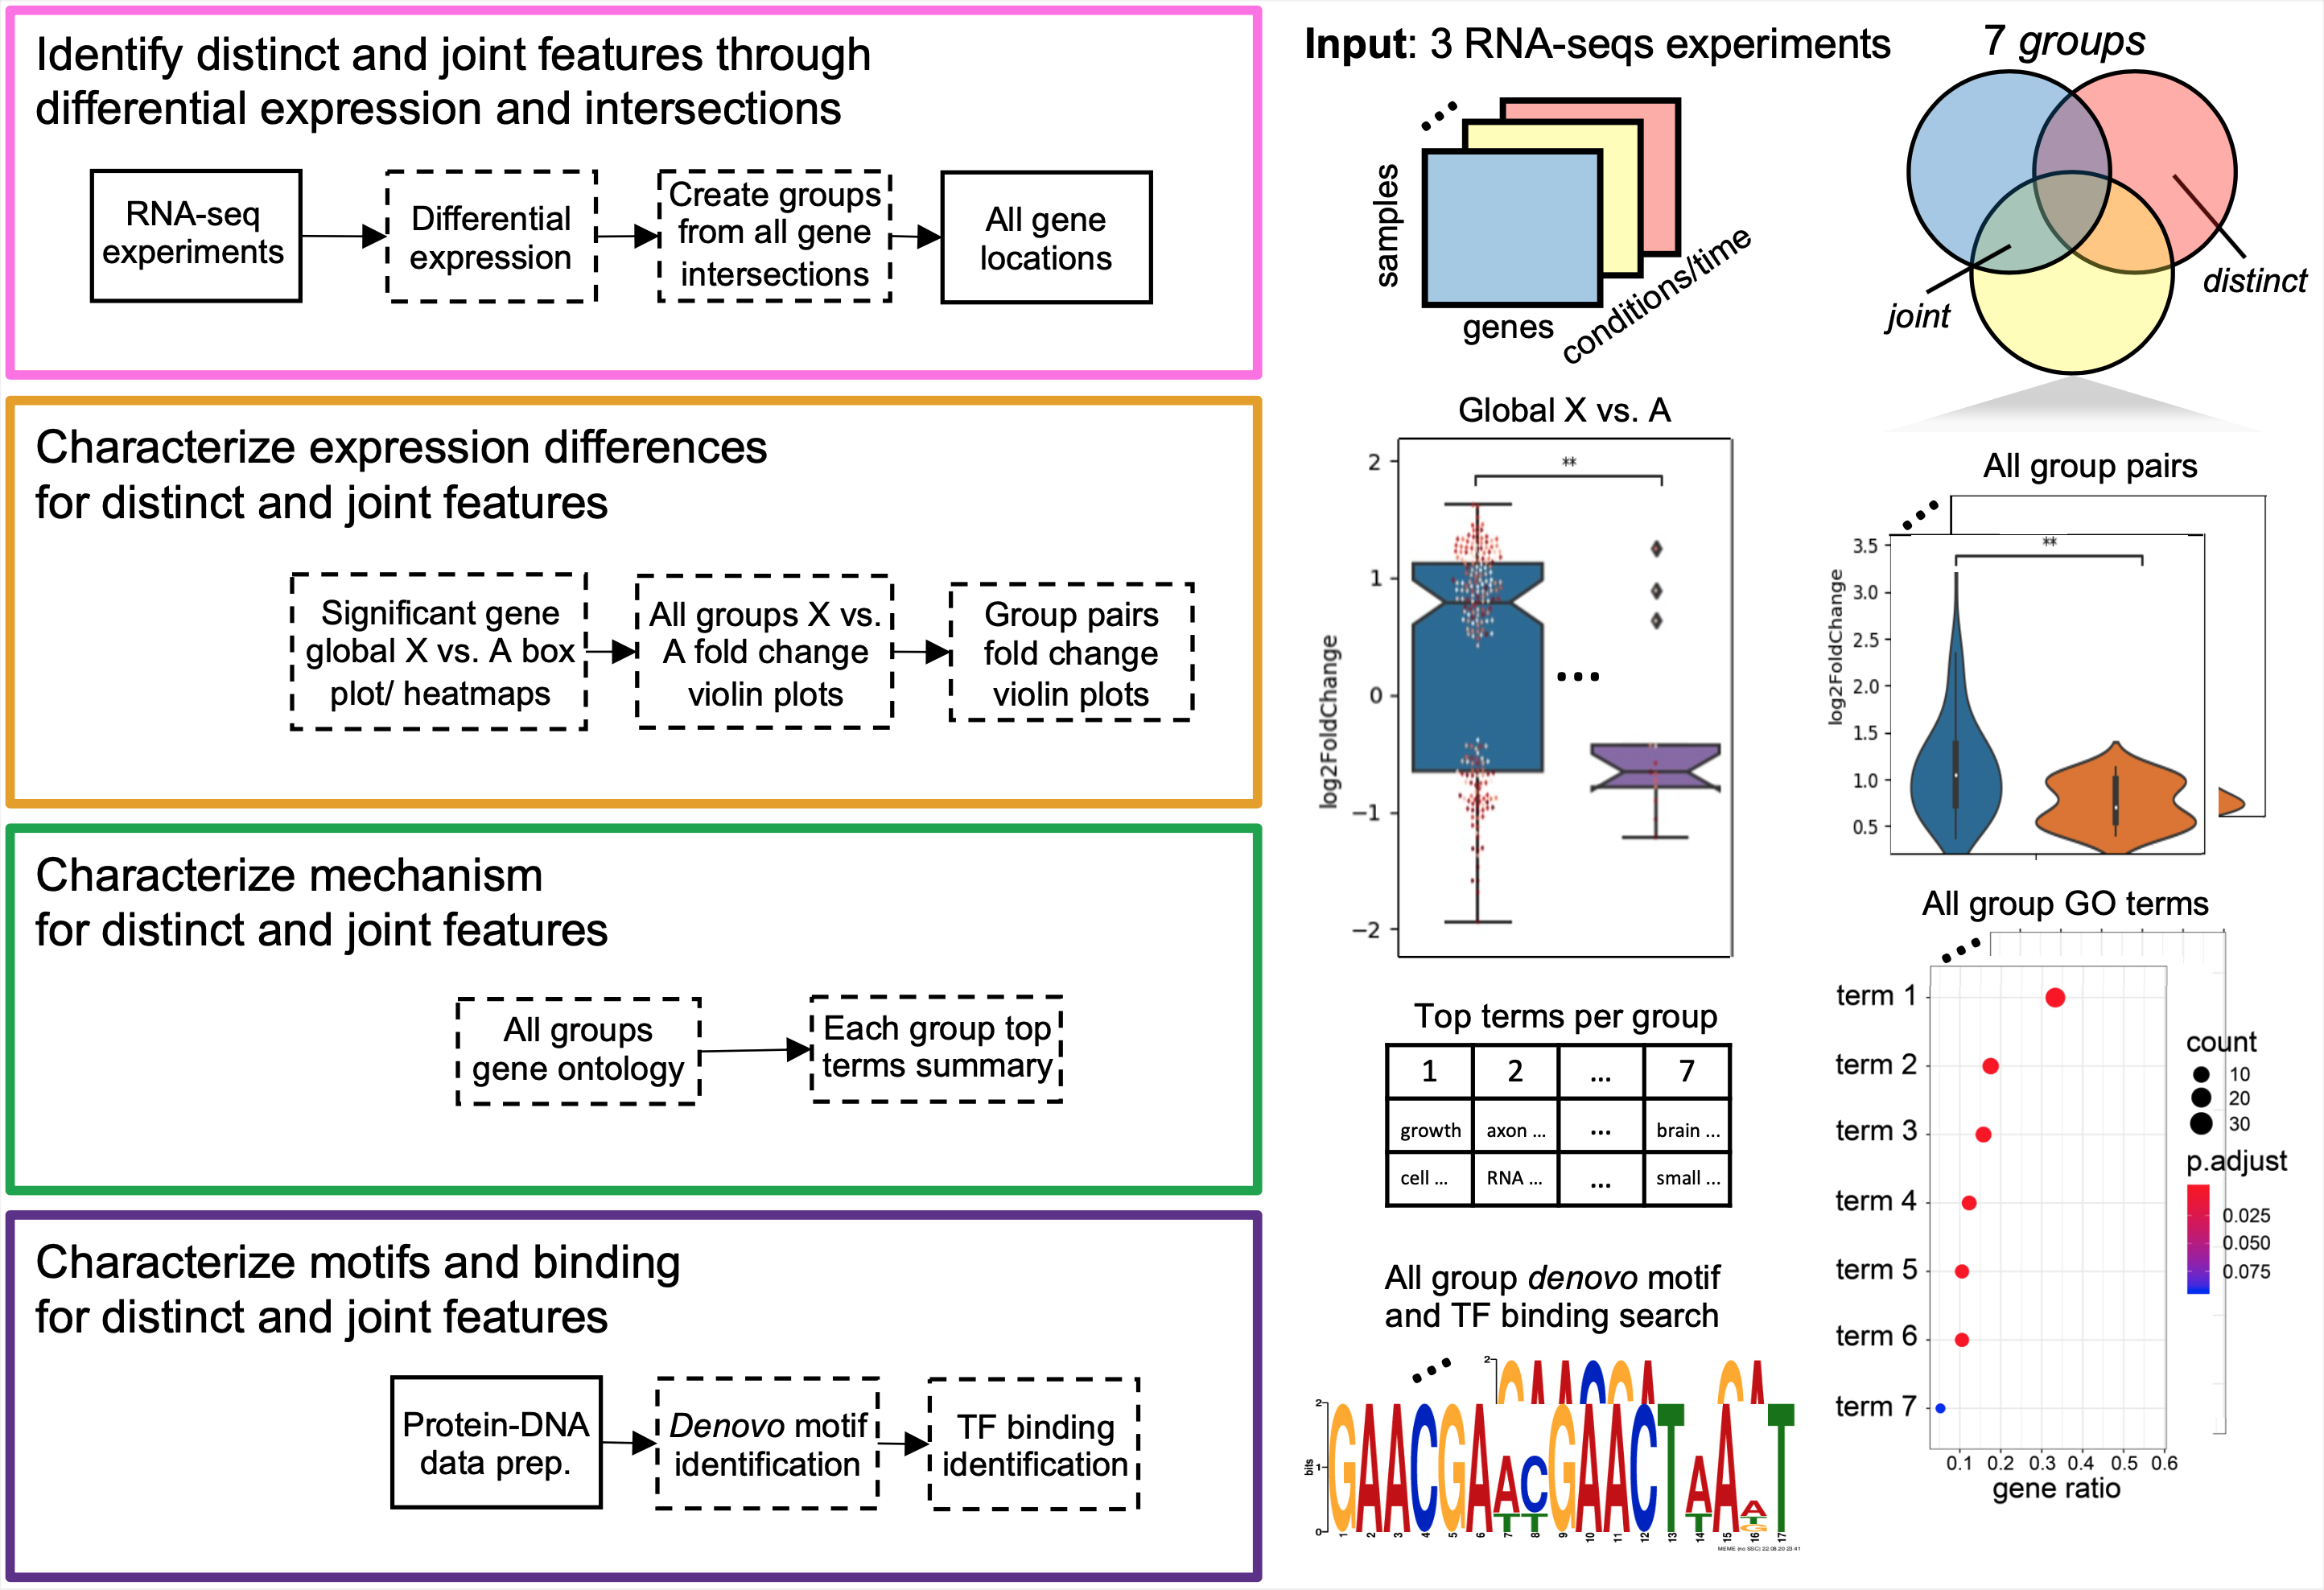 Identify distinct and joint features through
differential expression and intersections
RNA-seq
experiments
Differential
expression
Create groups
from all gene
intersections
All gene
locations
Characterize expression differences
for distinct and joint features
Significant gene
global X vs. A box
plot/ heatmaps
All groups X vs.
A fold change
violin plots
Group pairs
fold change
violin plots
Characterize mechanism
for distinct and joint features
All groups
gene ontology
Each group top
terms summary
Characterize motifs and binding
for distinct and joint features
Protein-DNA
data prep.
Denovo motif
identification
TF binding
identification
Input: 3 RNA-seqs experiments
samples
genes
conditions/time
7 groups
joint
distinct
Global X vs. A
log2FoldChange
2
1
0
−1
−2
**
...
All group pairs
log2FoldChange
3.5
3.0
2.5
2.0
1.5
1.0
0.5
**
Top terms per group
1 2 ... 7
growth axon ... ... brain ...
cell ... RNA ... ... small ...
All group GO terms
term 1
term 2
term 3
term 4
term 5
term 6
term 7
0.1 0.2 0.3 0.4 0.5 0.6
gene ratio
count
10
20
30
p.adjust
0.025
0.050
0.075
All group denovo motif
and TF binding search
2
bits
2
1
0
GAACGAACGAACTAAAT
TT T TG
1 2 3 4 5 6 7 8 9 10 11 12 13 14 15 16 17
MEME (no SSC) 22.08.20 23:41